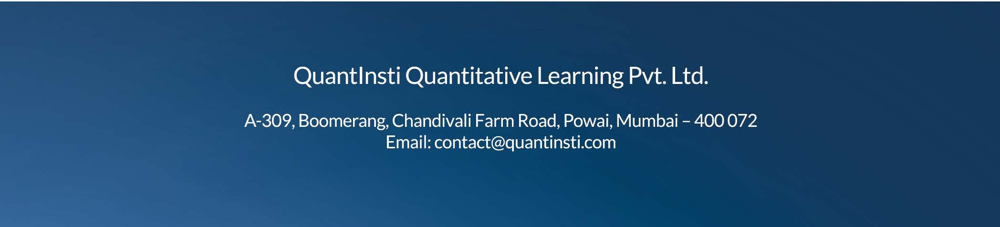 QuantInsti Quantitative Learning Pvt. Ltd.
A-309, Boomerang, Chandivali Farm Road, Powai, Mumbai – 400 072
Email: contact@quantinsti.com